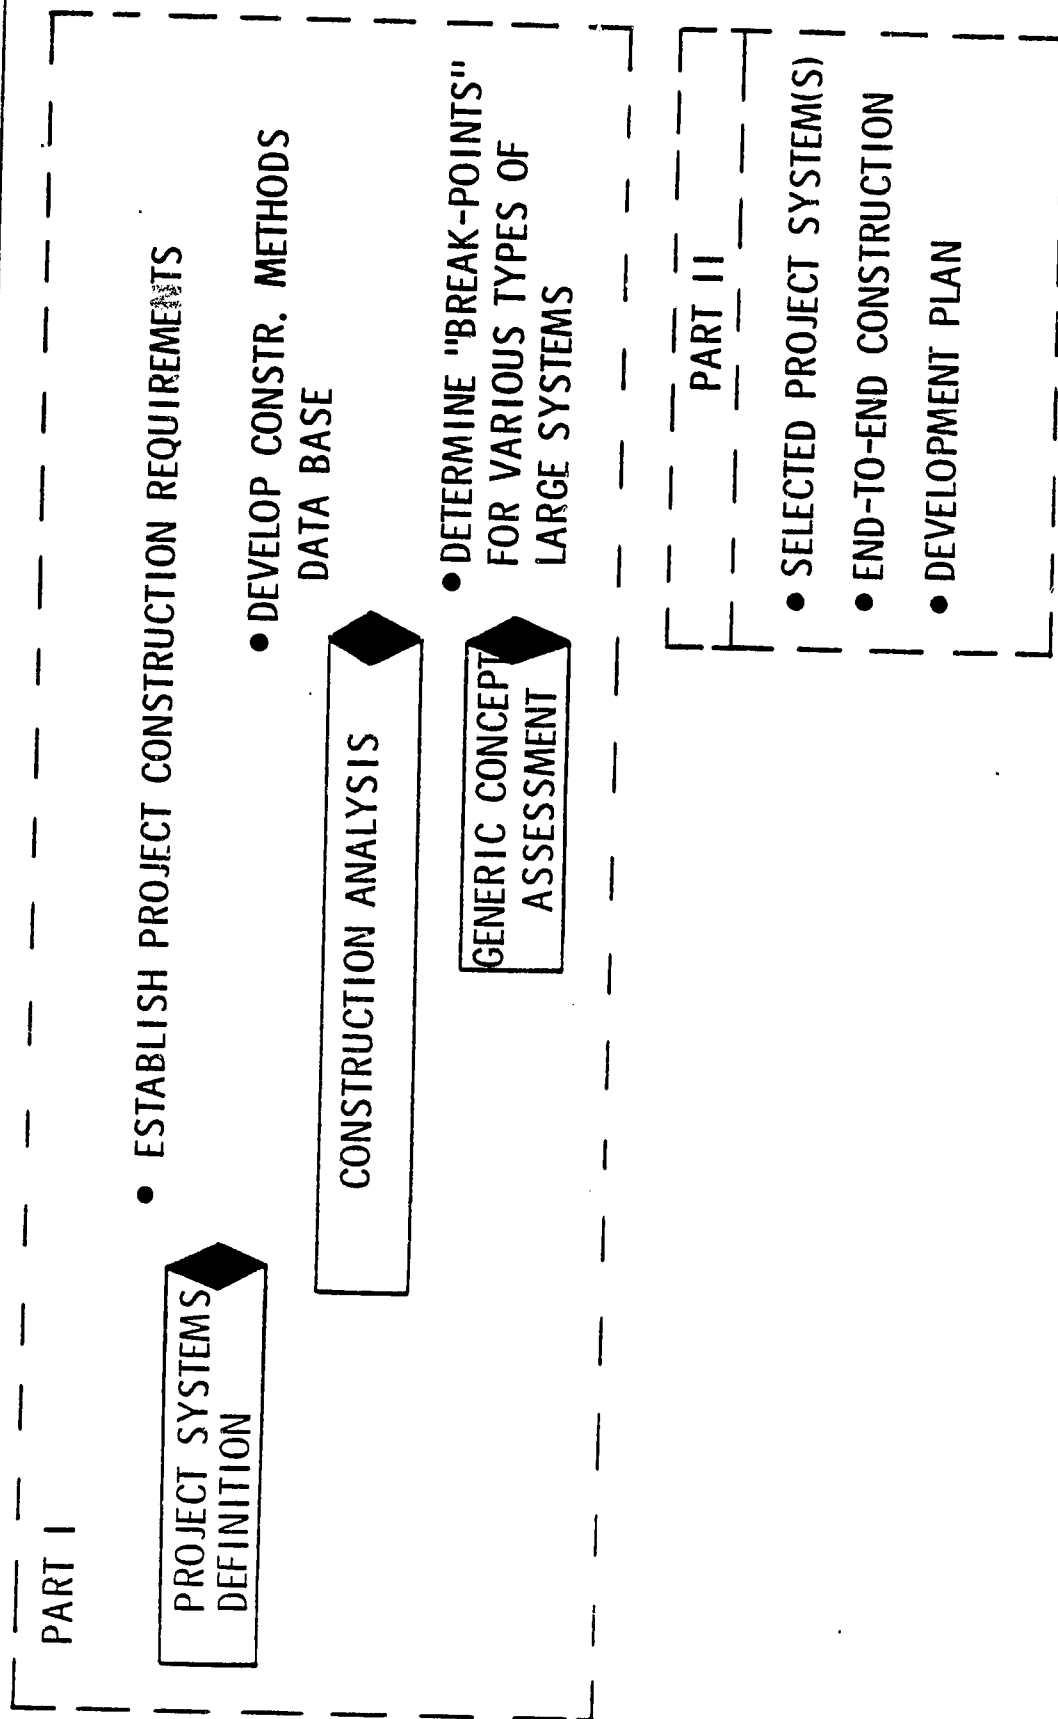 PART I
PROJECT SYSTEMS
DEFINITION
• ESTABLISH PROJECT CONSTRUCTION REQUIREMENTS
CONSTRUCTION ANALYSIS
• DEVELOP CONSTR. METHODS
DATA BASE
GENERIC CONCEPT
ASSESSMENT
• DETERMINE "BREAK-POINTS"
FOR VARIOUS TYPES OF
LARGE SYSTEMS
PART II
• SELECTED PROJECT SYSTEM(S)
• END-TO-END CONSTRUCTION
• DEVELOPMENT PLAN